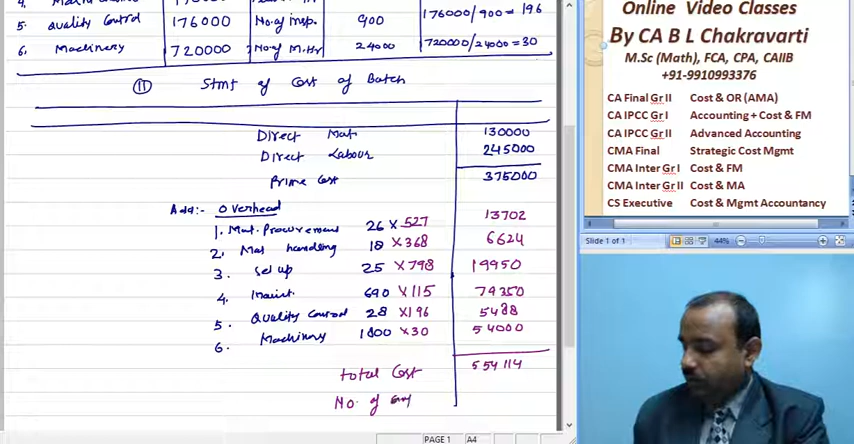 5. Quality Control 176000 No. of insp. 900 176000/900 = 196
6. Machinery 720000 No. of M. Hr 24000 720000/24000 = 30
(II) Stmt of Cost of Batch
Direct Mat. 130000
Direct Labour 245000
Prime Cost 375000
Add:- Overhead
1. Mat. Procurement 26 × 527 13702
2. Mat handling 18 × 368 6624
3. Set up 25 × 798 19950
4. Maint. 690 × 115 79350
5. Quality Control 28 × 196 5488
6. Machinery 1800 × 30 54000
Total Cost 554114
No. of
Online Video Classes
By CA B L Chakravarti
M.Sc (Math), FCA, CPA, CAIIB
+91-9910993376
CA Final Gr II Cost & OR (AMA)
CA IPCC Gr I Accounting + Cost & FM
CA IPCC Gr II Advanced Accounting
CMA Final Strategic Cost Mgmt
CMA Inter Gr I Cost & FM
CMA Inter Gr II Cost & MA
CS Executive Cost & Mgmt Accountancy
Slide 1 of 1 44%
PAGE 1 A4